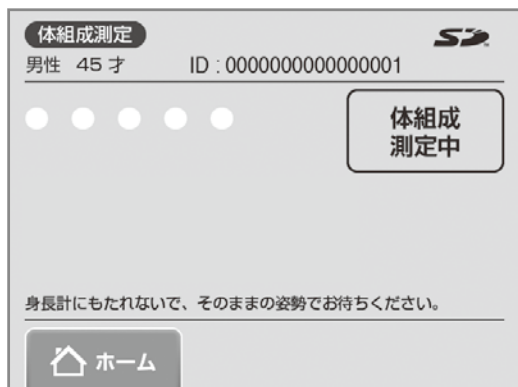 体組成測定
SD
男性 45才 ID : 0000000000000001
体組成
測定中
身長計にもたれないで、そのままの姿勢でお待ちください。
ホーム